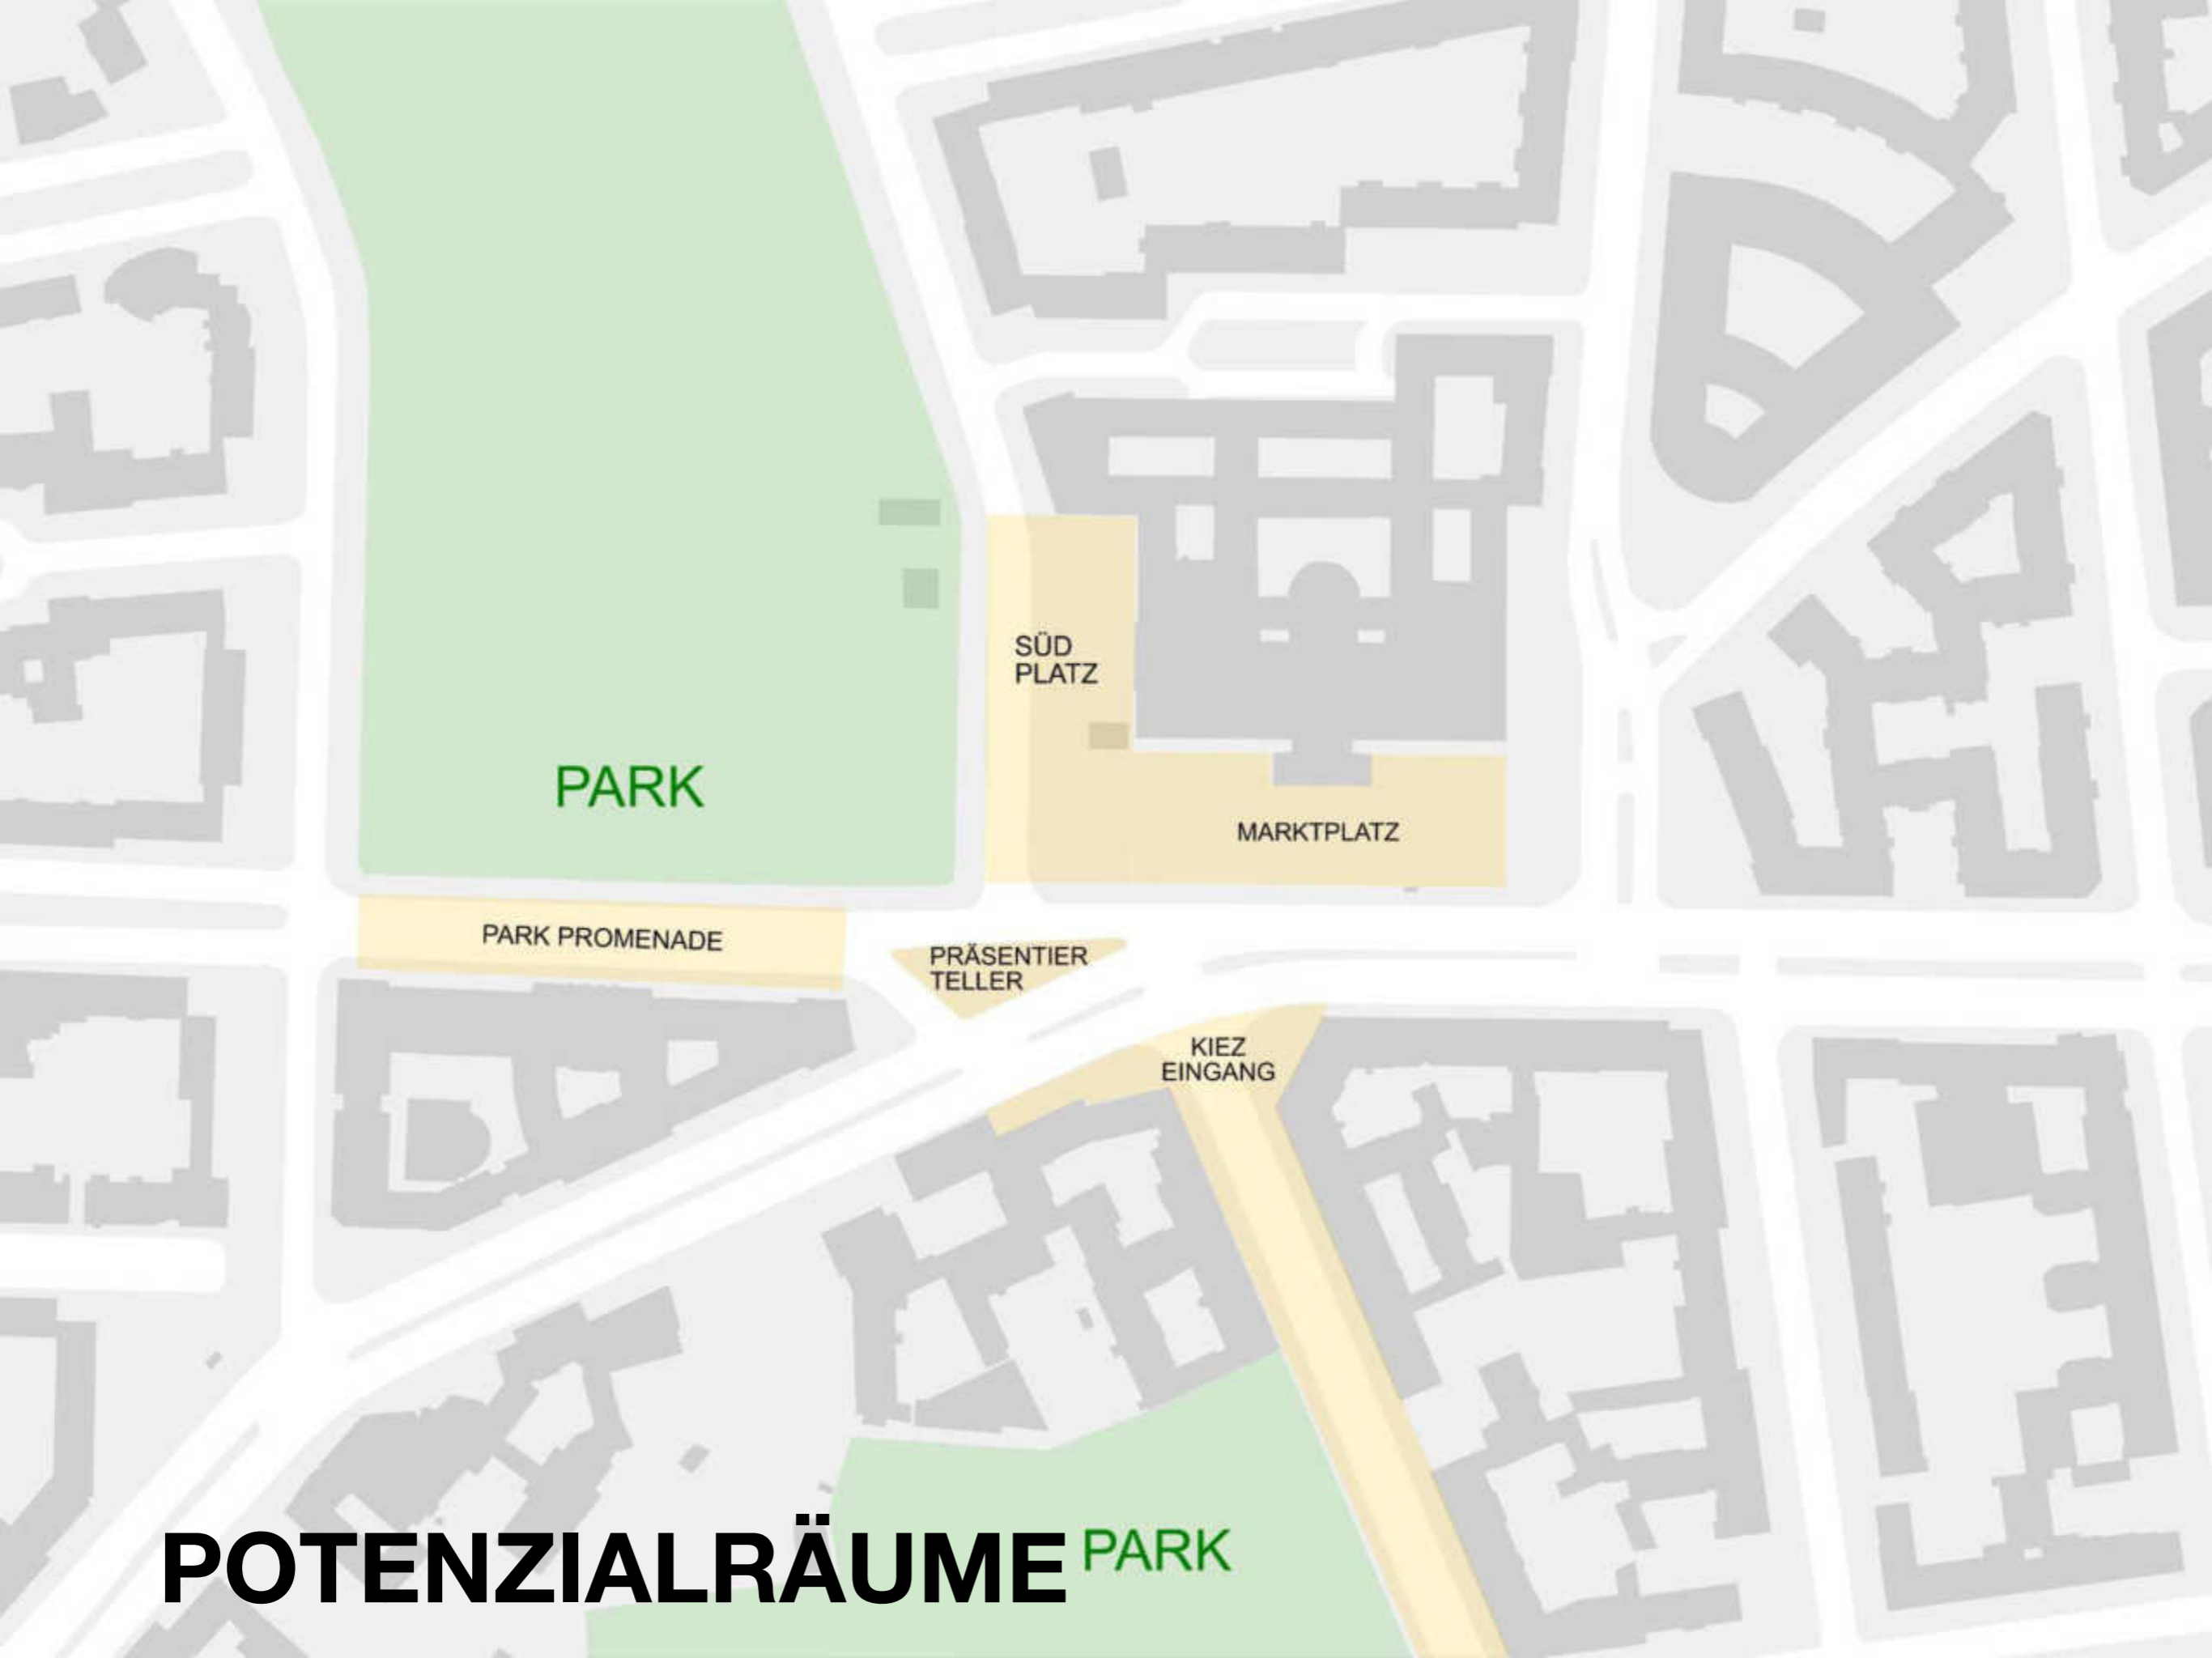 SÜD
PLATZ
PARK
MARKTPLATZ
PARK PROMENADE
PRÄSENTIER
TELLER
KIEZ
EINGANG
POTENZIALRÄUME
PARK